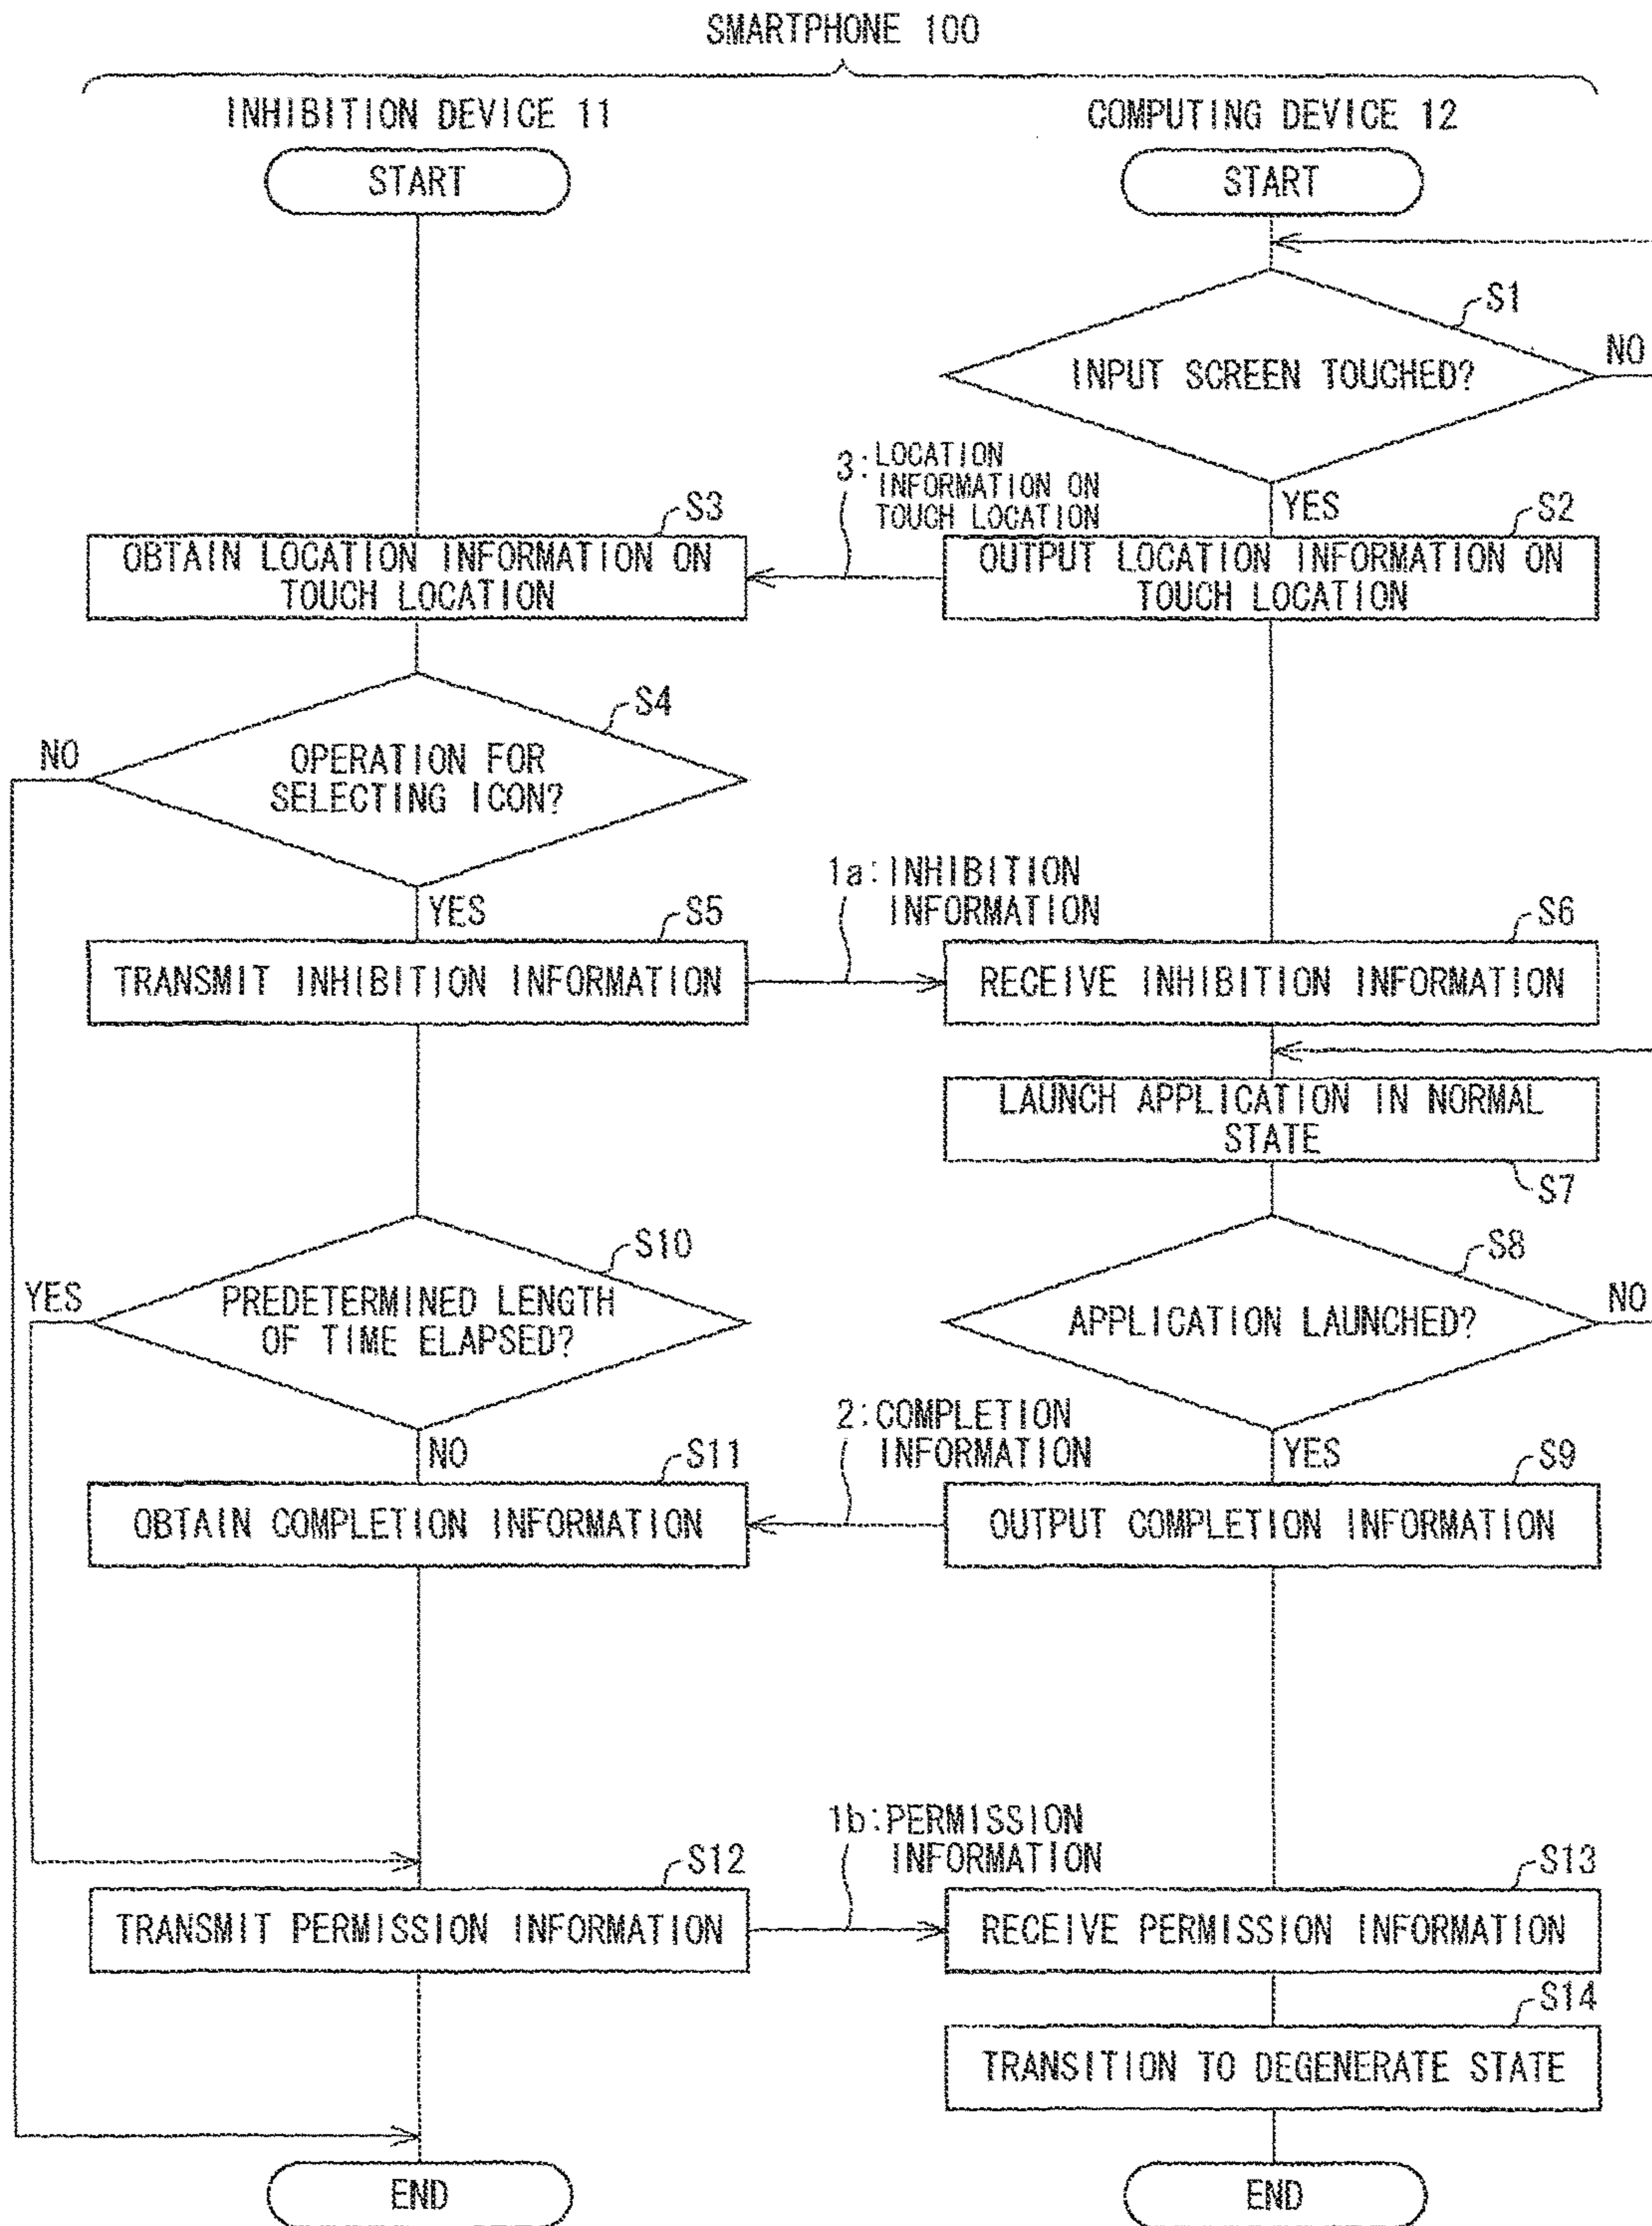 SMARTPHONE 100
INHIBITION DEVICE 11
COMPUTING DEVICE 12
START
START
S1
INPUT SCREEN TOUCHED?
NO
YES
3:LOCATION
INFORMATION ON
TOUCH LOCATION
S3
OBTAIN LOCATION INFORMATION ON
TOUCH LOCATION
S2
OUTPUT LOCATION INFORMATION ON
TOUCH LOCATION
S4
NO
OPERATION FOR
SELECTING ICON?
YES
S5
TRANSMIT INHIBITION INFORMATION
1a:INHIBITION
INFORMATION
S6
RECEIVE INHIBITION INFORMATION
LAUNCH APPLICATION IN NORMAL
STATE
S7
S10
YES
PREDETERMINED LENGTH
OF TIME ELAPSED?
NO
S8
APPLICATION LAUNCHED?
NO
YES
S11
OBTAIN COMPLETION INFORMATION
2:COMPLETION
INFORMATION
S9
OUTPUT COMPLETION INFORMATION
S12
TRANSMIT PERMISSION INFORMATION
1b:PERMISSION
INFORMATION
S13
RECEIVE PERMISSION INFORMATION
S14
TRANSITION TO DEGENERATE STATE
END
END